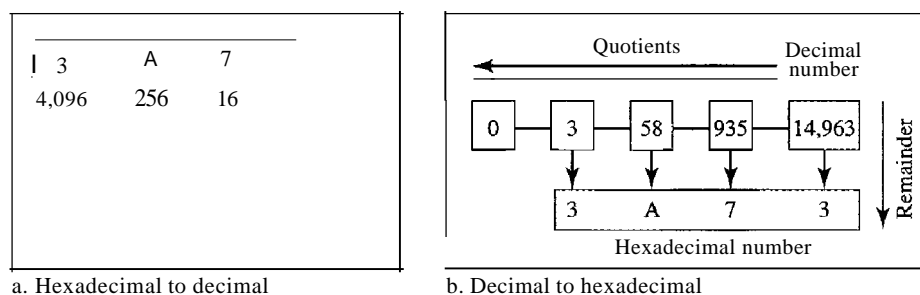 3 A 7
4,096 256 16
a. Hexadecimal to decimal
Quotients
Decimal
number
0 3 58 935 14,963
3 A 7 3
Hexadecimal number
Remainder
b. Decimal to hexadecimal